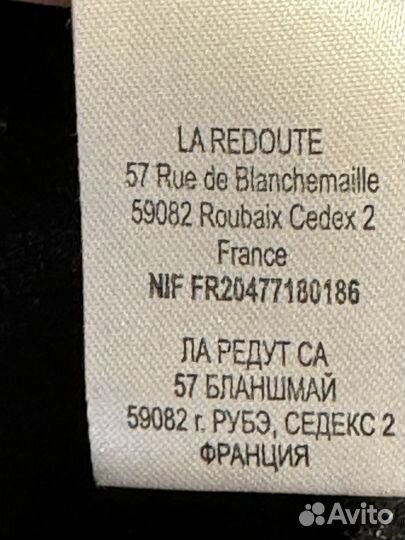 LA REDOUTE
57 Rue de Blanchemaille
59082 Roubaix Cedex 2
France
NIF FR20477180186
ЛА РЕДУТ СА
57 БЛАНШМАЙ
59082 г. РУБЭ, СЕДЕКС 2
ФРАНЦИЯ
Avito